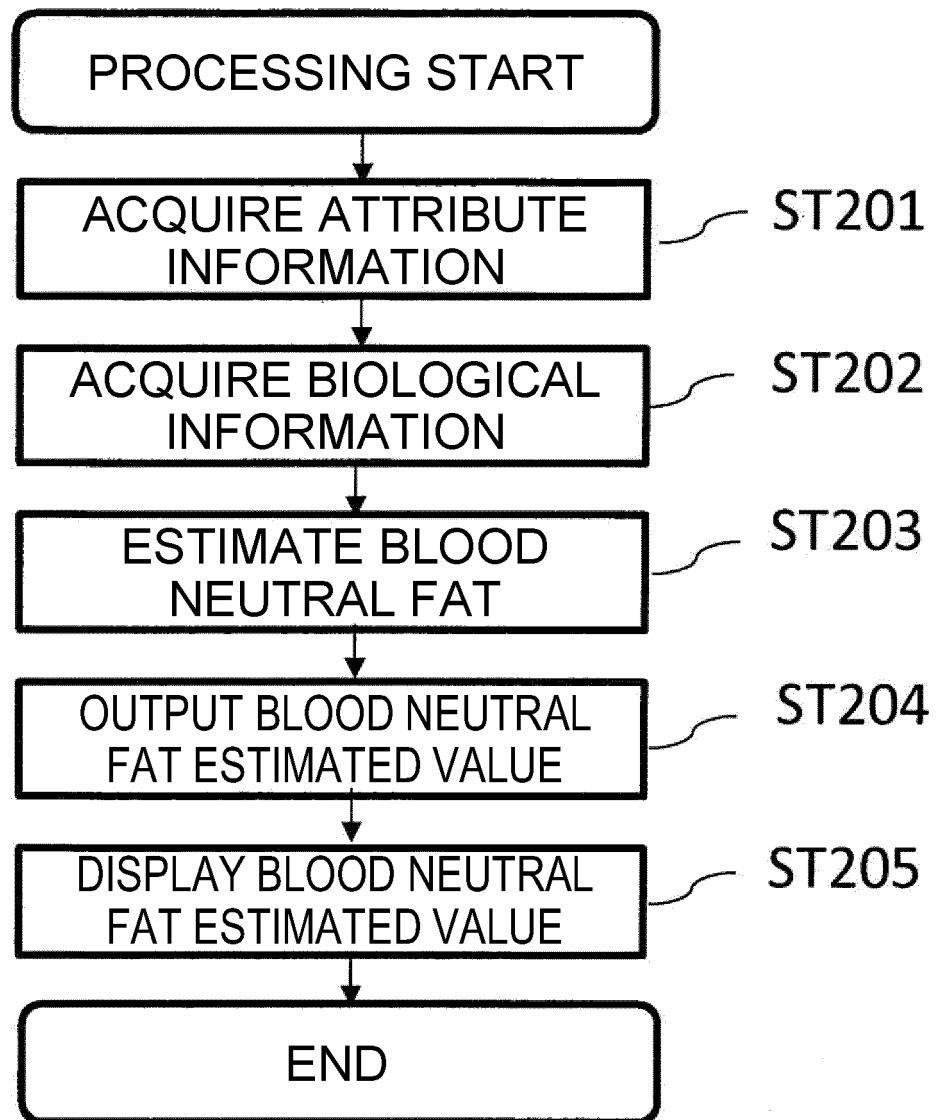 PROCESSING START
ACQUIRE ATTRIBUTE
INFORMATION
ST201
ACQUIRE BIOLOGICAL
INFORMATION
ST202
ESTIMATE BLOOD
NEUTRAL FAT
ST203
OUTPUT BLOOD NEUTRAL
FAT ESTIMATED VALUE
ST204
DISPLAY BLOOD NEUTRAL
FAT ESTIMATED VALUE
ST205
END